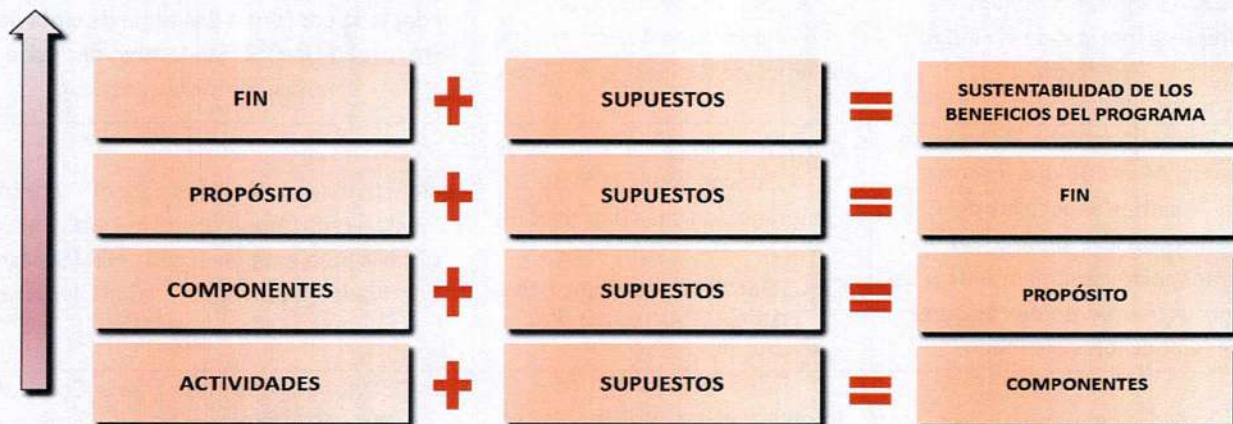 FIN + SUPUESTOS = SUSTENTABILIDAD DE LOS
BENEFICIOS DEL PROGRAMA
PROPÓSITO + SUPUESTOS = FIN
COMPONENTES + SUPUESTOS = PROPÓSITO
ACTIVIDADES + SUPUESTOS = COMPONENTES